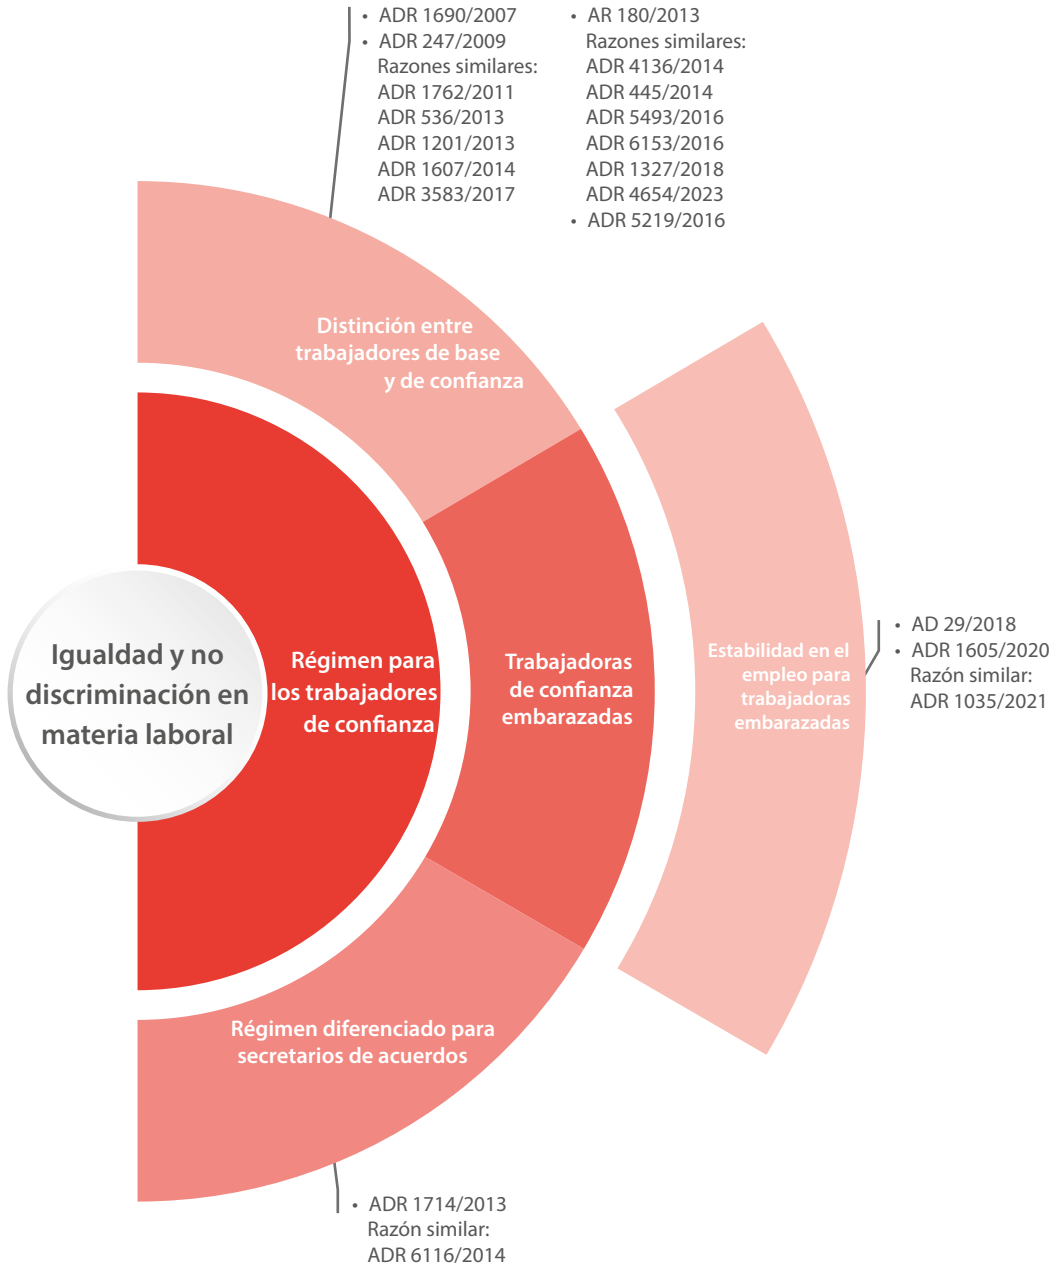 • ADR 1690/2007
• ADR 247/2009
Razones similares:
ADR 1762/2011
ADR 536/2013
ADR 1201/2013
ADR 1607/2014
ADR 3583/2017
• AR 180/2013
Razones similares:
ADR 4136/2014
ADR 445/2014
ADR 5493/2016
ADR 6153/2016
ADR 1327/2018
ADR 4654/2023
• ADR 5219/2016
Distinción entre
trabajadores de base
y de confianza
Igualdad y no
discriminación en
materia laboral
Régimen para
los trabajadores
de confianza
Trabajadoras
de confianza
embarazadas
Estabilidad en el
empleo para
trabajadoras
embarazadas
• AD 29/2018
• ADR 1605/2020
Razón similar:
ADR 1035/2021
Régimen diferenciado para
secretarios de acuerdos
• ADR 1714/2013
Razón similar:
ADR 6116/2014